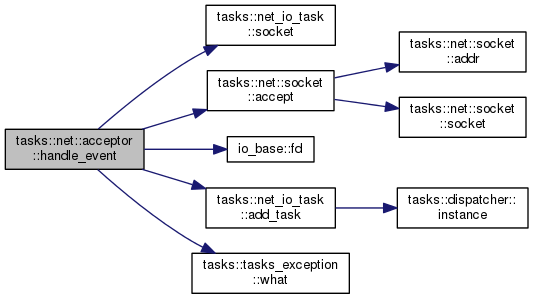 tasks::net::acceptor
::handle_event
tasks::net_io_task
::socket
tasks::net::socket
::accept
tasks::net::socket
::addr
tasks::net::socket
::socket
io_base::fd
tasks::net_io_task
::add_task
tasks::dispatcher::
instance
tasks::tasks_exception
::what